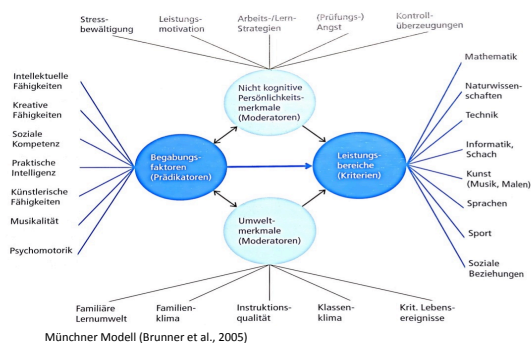 Stress-
bewältigung
Leistungs-
motivation
Arbeits-/Lern-
Strategien
(Prüfungs-)
Angst
Kontroll-
überzeugungen
Intellektuelle
Fähigkeiten
Kreative
Fähigkeiten
Soziale
Kompetenz
Praktische
Intelligenz
Künstlerische
Fähigkeiten
Musikalität
Psychomotorik
Nicht kognitive
Persönlichkeits-
merkmale
(Moderatoren)
Begabungs-
faktoren
(Prädikatoren)
Leistungs-
bereiche
(Kriterien)
Umwelt-
merkmale
(Moderatoren)
Mathematik
Naturwissen-
schaften
Technik
Informatik,
Schach
Kunst
(Musik, Malen)
Sprachen
Sport
Soziale
Beziehungen
Familiäre
Lernumwelt
Familien-
klima
Instruktions-
qualität
Klassen-
klima
Krit. Lebens-
ereignisse
Münchner Modell (Brunner et al., 2005)